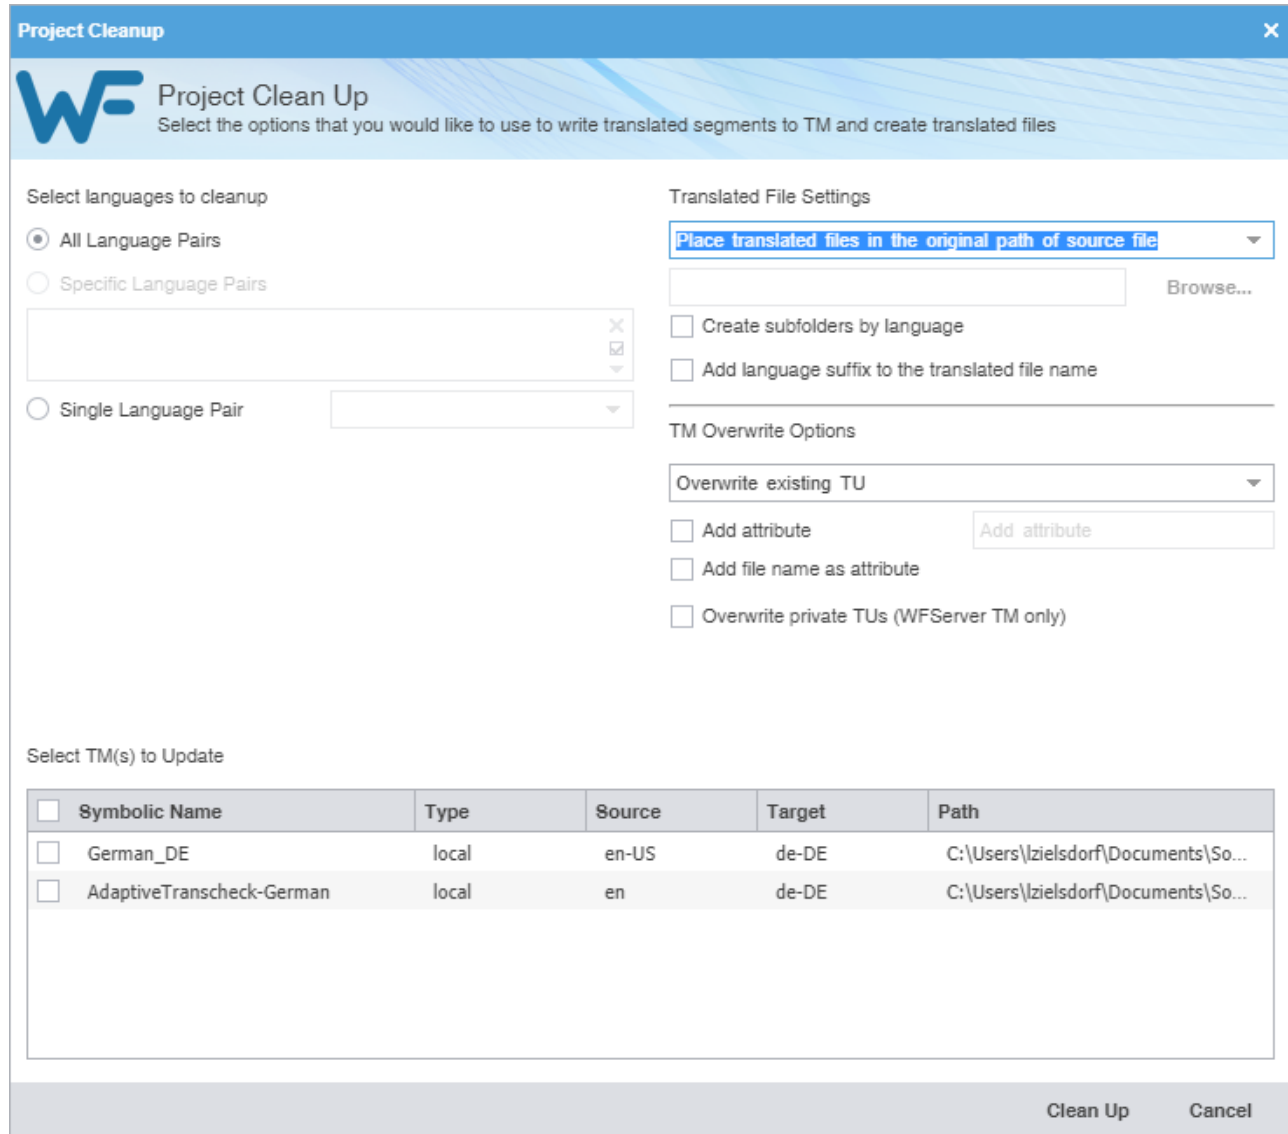 Project Cleanup
WF
Project Clean Up
Select the options that you would like to use to write translated segments to TM and create translated files
Select languages to cleanup
All Language Pairs
Specific Language Pairs
Single Language Pair
Translated File Settings
Place translated files in the original path of source file
Browse...
Create subfolders by language
Add language suffix to the translated file name
TM Overwrite Options
Overwrite existing TU
Add attribute Add attribute
Add file name as attribute
Overwrite private TUs (WFServer TM only)
Select TM(s) to Update
Symbolic Name Type Source Target Path
German_DE local en-US de-DE C:\Users\lzielsdorf\Documents\So...
AdaptiveTranscheck-German local en de-DE C:\Users\lzielsdorf\Documents\So...
Clean Up Cancel